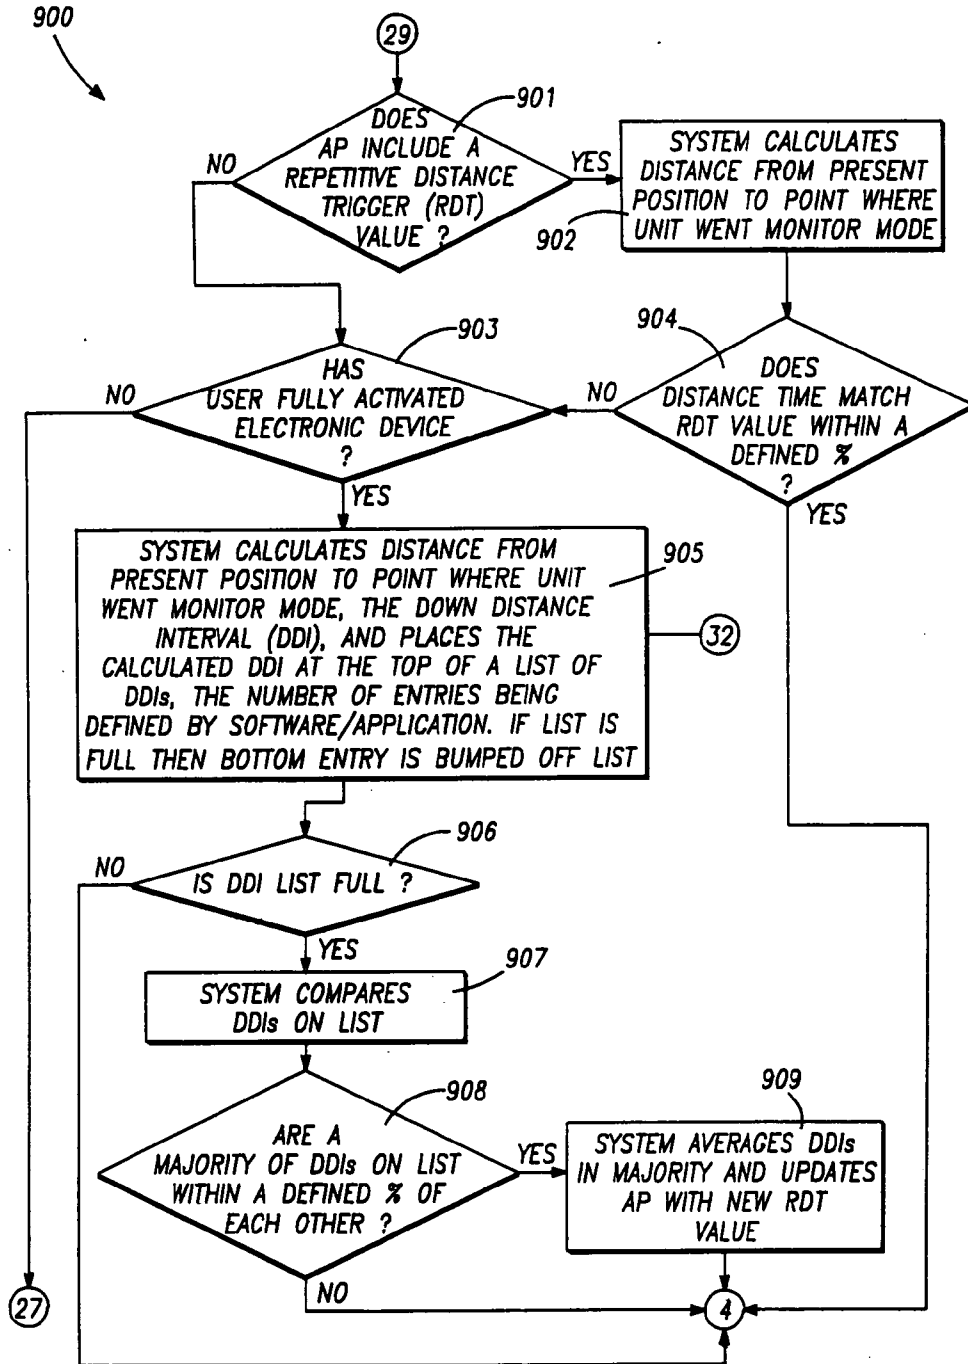 900
29
901
DOES
AP INCLUDE A
REPETITIVE DISTANCE
TRIGGER (RDT)
VALUE ?
NO
YES
SYSTEM CALCULATES
DISTANCE FROM PRESENT
POSITION TO POINT WHERE
UNIT WENT MONITOR MODE
902
903
HAS
USER FULLY ACTIVATED
ELECTRONIC DEVICE
?
NO
YES
904
DOES
DISTANCE TIME MATCH
RDT VALUE WITHIN A
DEFINED %
?
NO
YES
SYSTEM CALCULATES DISTANCE FROM
PRESENT POSITION TO POINT WHERE UNIT
WENT MONITOR MODE, THE DOWN DISTANCE
INTERVAL (DDI), AND PLACES THE
CALCULATED DDI AT THE TOP OF A LIST OF
DDIs, THE NUMBER OF ENTRIES BEING
DEFINED BY SOFTWARE/APPLICATION. IF LIST IS
FULL THEN BOTTOM ENTRY IS BUMPED OFF LIST
905
32
906
NO
IS DDI LIST FULL ?
YES
907
SYSTEM COMPARES
DDIs ON LIST
908
ARE A
MAJORITY OF DDIs ON LIST
WITHIN A DEFINED % OF
EACH OTHER ?
YES
NO
909
SYSTEM AVERAGES DDIs
IN MAJORITY AND UPDATES
AP WITH NEW RDT
VALUE
27
4